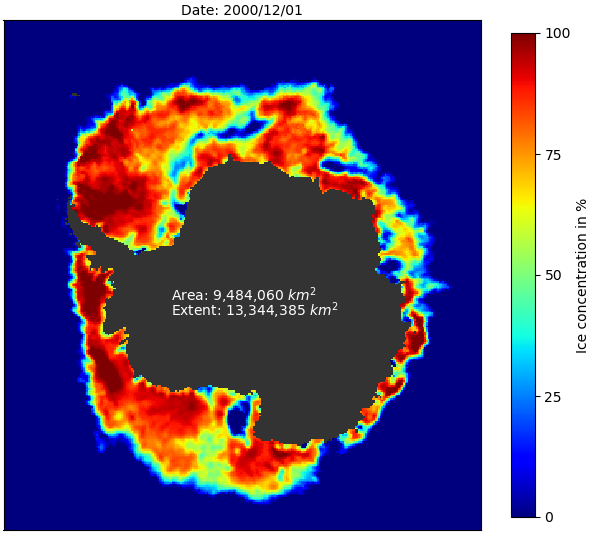 Date: 2000/12/01
100
75
50
25
0
Ice concentration in %
Area: 9,484,060 km²
Extent: 13,344,385 km²